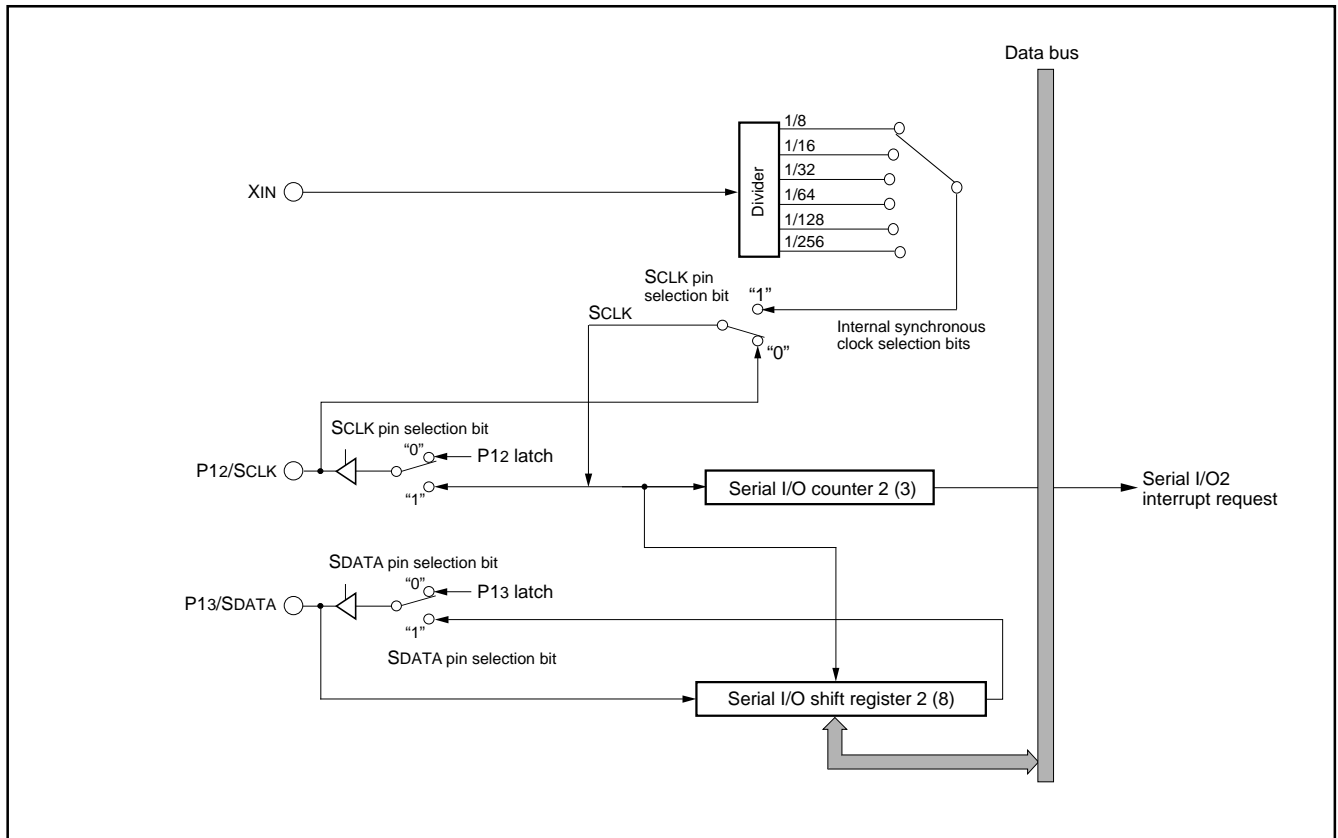 Data bus
1/8
1/16
1/32
1/64
1/128
1/256
Divider
XIN
SCLK pin
selection bit
"1"
SCLK
"0"
Internal synchronous
clock selection bits
SCLK pin selection bit
"0"
P12 latch
P12/SCLK
"1"
Serial I/O counter 2 (3)
Serial I/O2
interrupt request
SDATA pin selection bit
"0"
P13 latch
P13/SDATA
"1"
SDATA pin selection bit
Serial I/O shift register 2 (8)